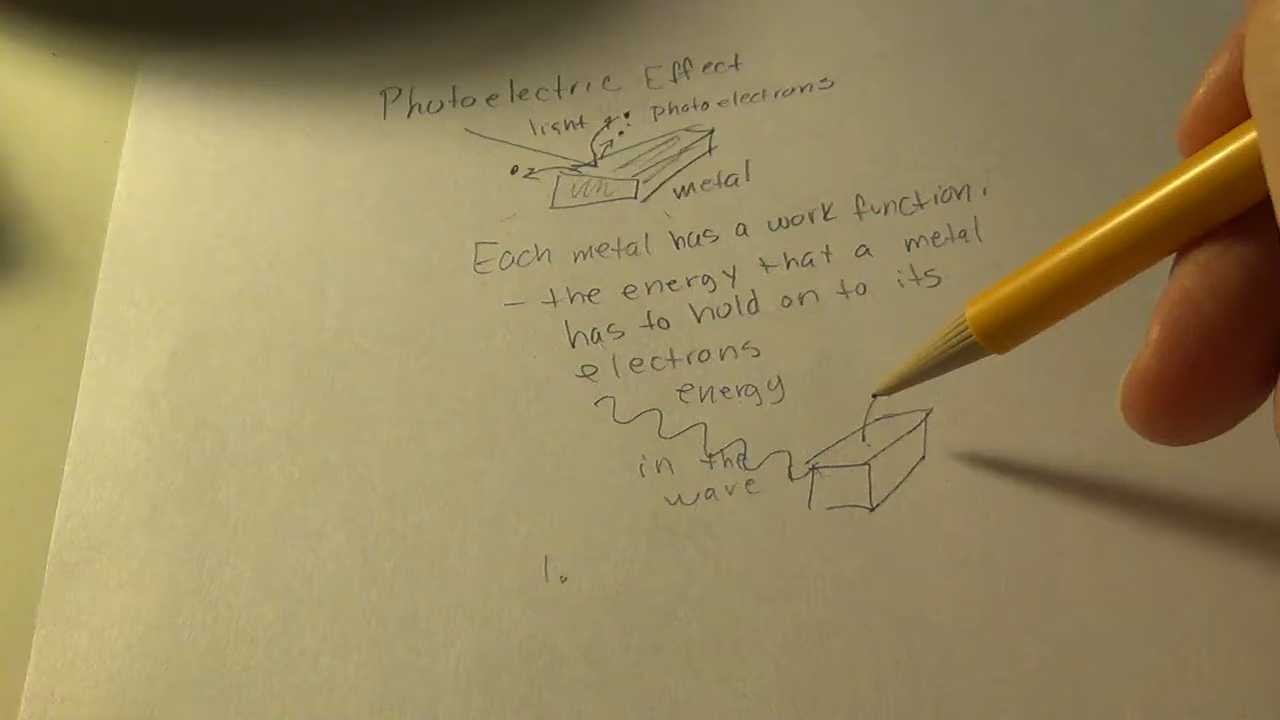 Photoelectric Effect
light photoelectrons
metal
Each metal has a work function.
- the energy that a metal
has to hold on to its
electrons
energy
in the
wave
1.